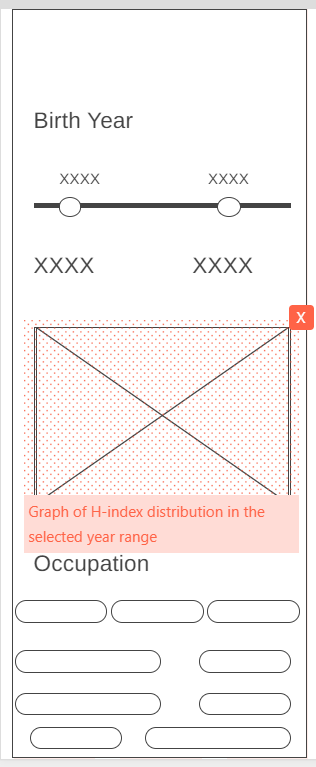 Birth Year
XXXX XXXX
XXXX XXXX
X
Graph of H-index distribution in the
selected year range
Occupation